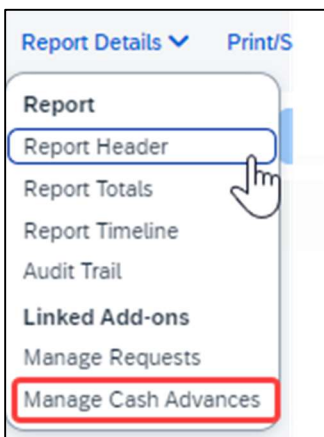 Report Details Print/S
Report
Report Header
Report Totals
Report Timeline
Audit Trail
Linked Add-ons
Manage Requests
Manage Cash Advances